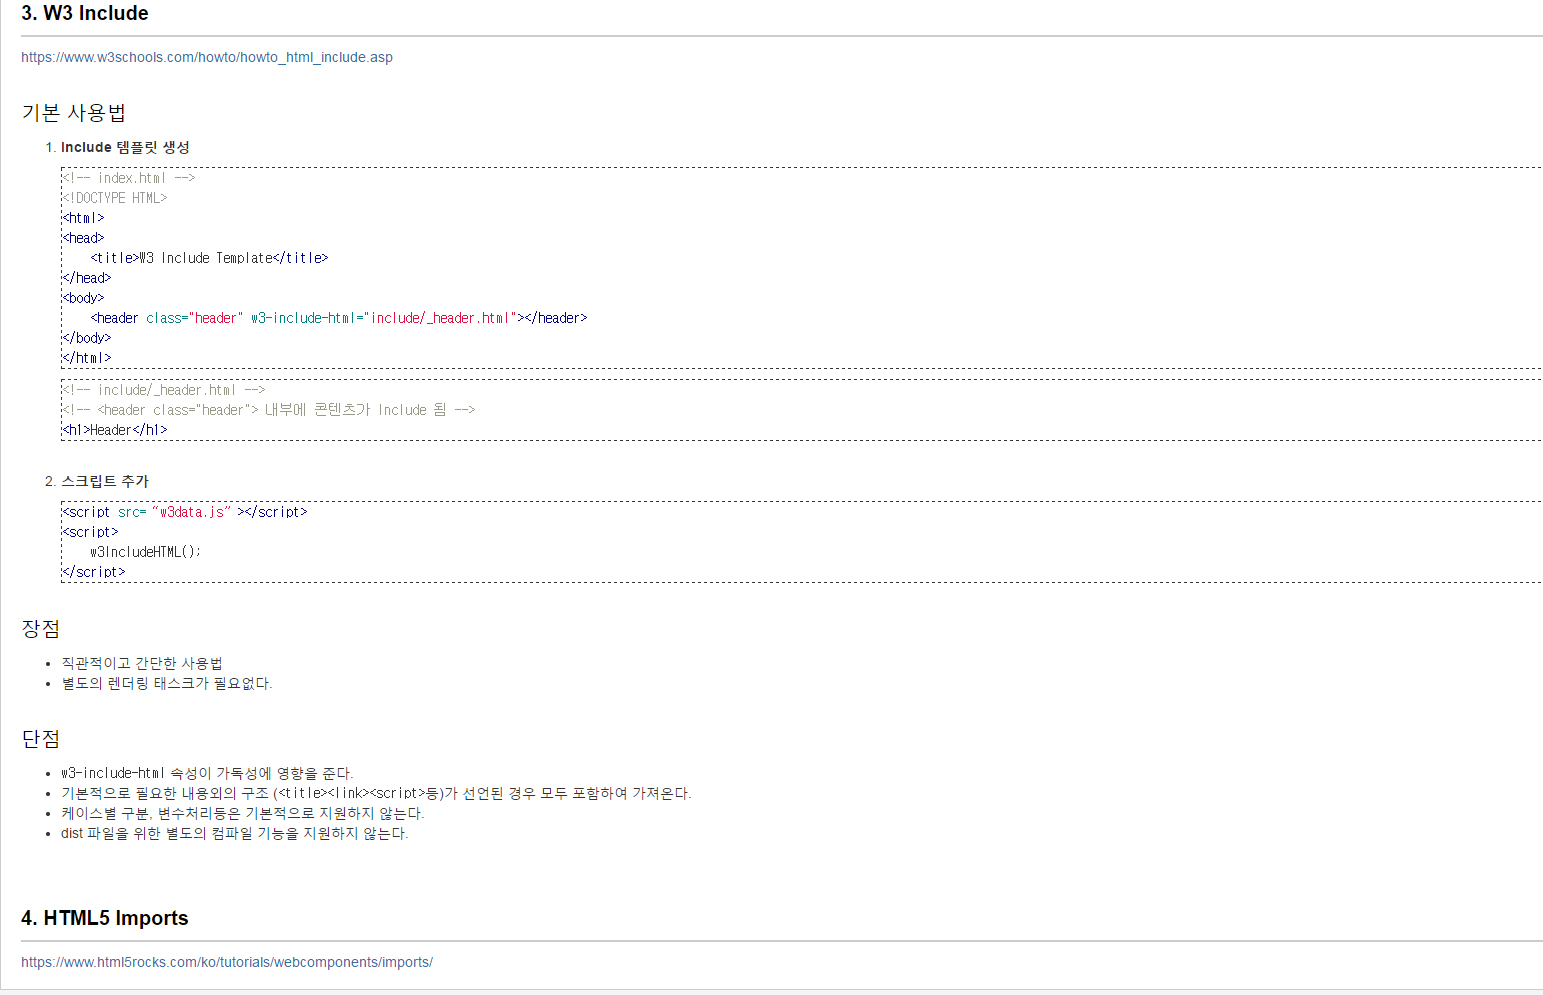 3. W3 Include
https://www.w3schools.com/howto/howto_html_include.asp
기본 사용법
1. Include 템플릿 생성
<!-- index.html -->
<!DOCTYPE HTML>
<html>
<head>
    <title>W3 Include Template</title>
</head>
<body>
    <header class="header" w3-include-html="include/_header.html"></header>
</body>
</html>
<!-- include/_header.html -->
<!-- <header class="header"> 내부에 콘텐츠가 Include 됨 -->
<h1>Header</h1>
2. 스크립트 추가
<script src= “w3data.js” ></script>
<script>
    w3IncludeHTML();
</script>
장점
• 직관적이고 간단한 사용법
• 별도의 렌더링 태스크가 필요없다.
단점
• w3-include-html 속성이 가독성에 영향을 준다.
• 기본적으로 필요한 내용외의 구조 (<title><link><script>등)가 선언된 경우 모두 포함하여 가져온다.
• 케이스별 구분, 변수처리등은 기본적으로 지원하지 않는다.
• dist 파일을 위한 별도의 컴파일 기능을 지원하지 않는다.
4. HTML5 Imports
https://www.html5rocks.com/ko/tutorials/webcomponents/imports/